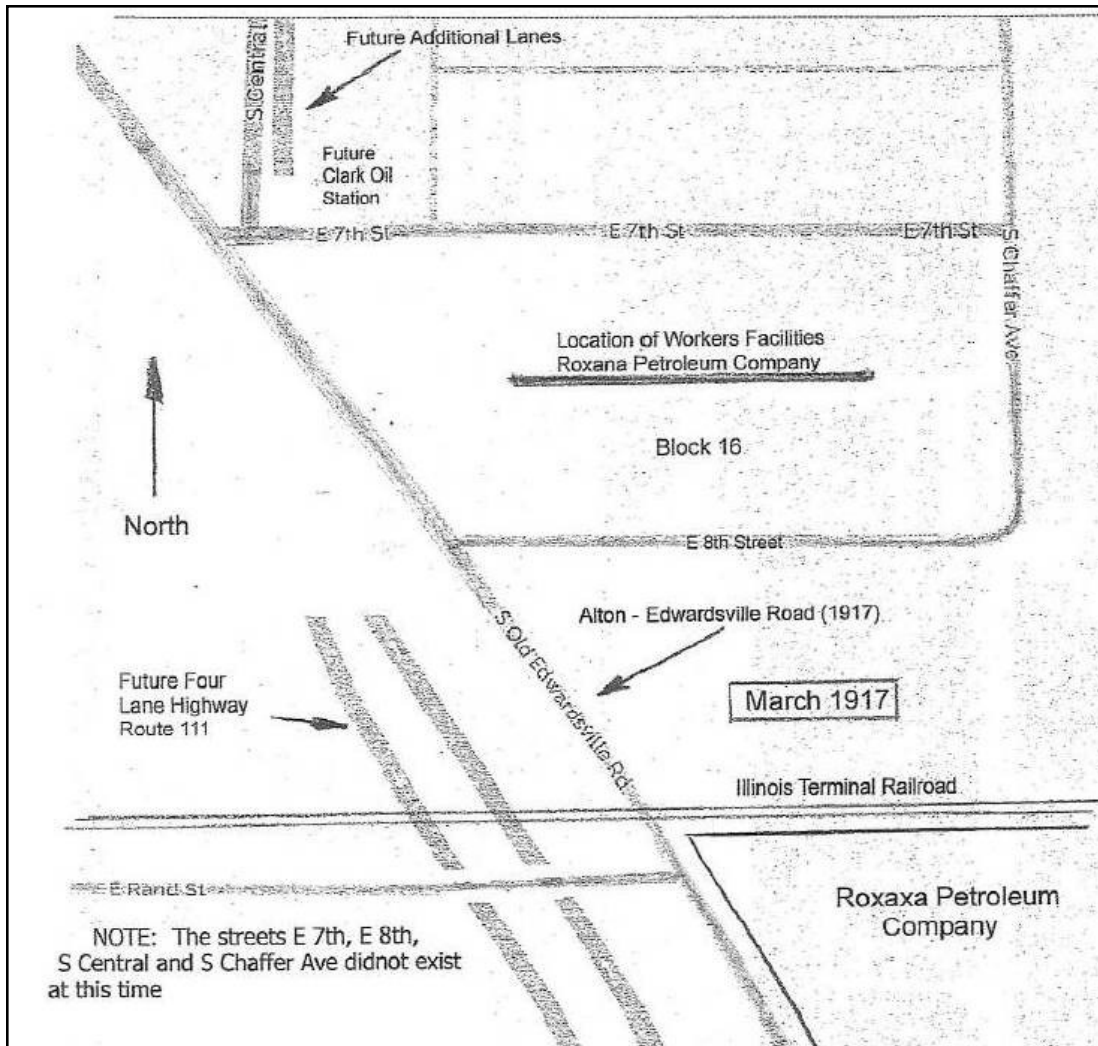 S Central
Future Additional Lanes
Future
Clark Oil
Station
E 7th St
E 7th St
E 7th St
S Chaffer Ave
Location of Workers Facilities
Roxana Petroleum Company
Block 16
North
E 8th Street
Alton - Edwardsville Road (1917)
S Old Edwardsville Rd
Future Four
Lane Highway
Route 111
March 1917
Illinois Terminal Railroad
E Rand St
Roxaxa Petroleum
Company
NOTE: The streets E 7th, E 8th,
S Central and S Chaffer Ave didnot exist
at this time